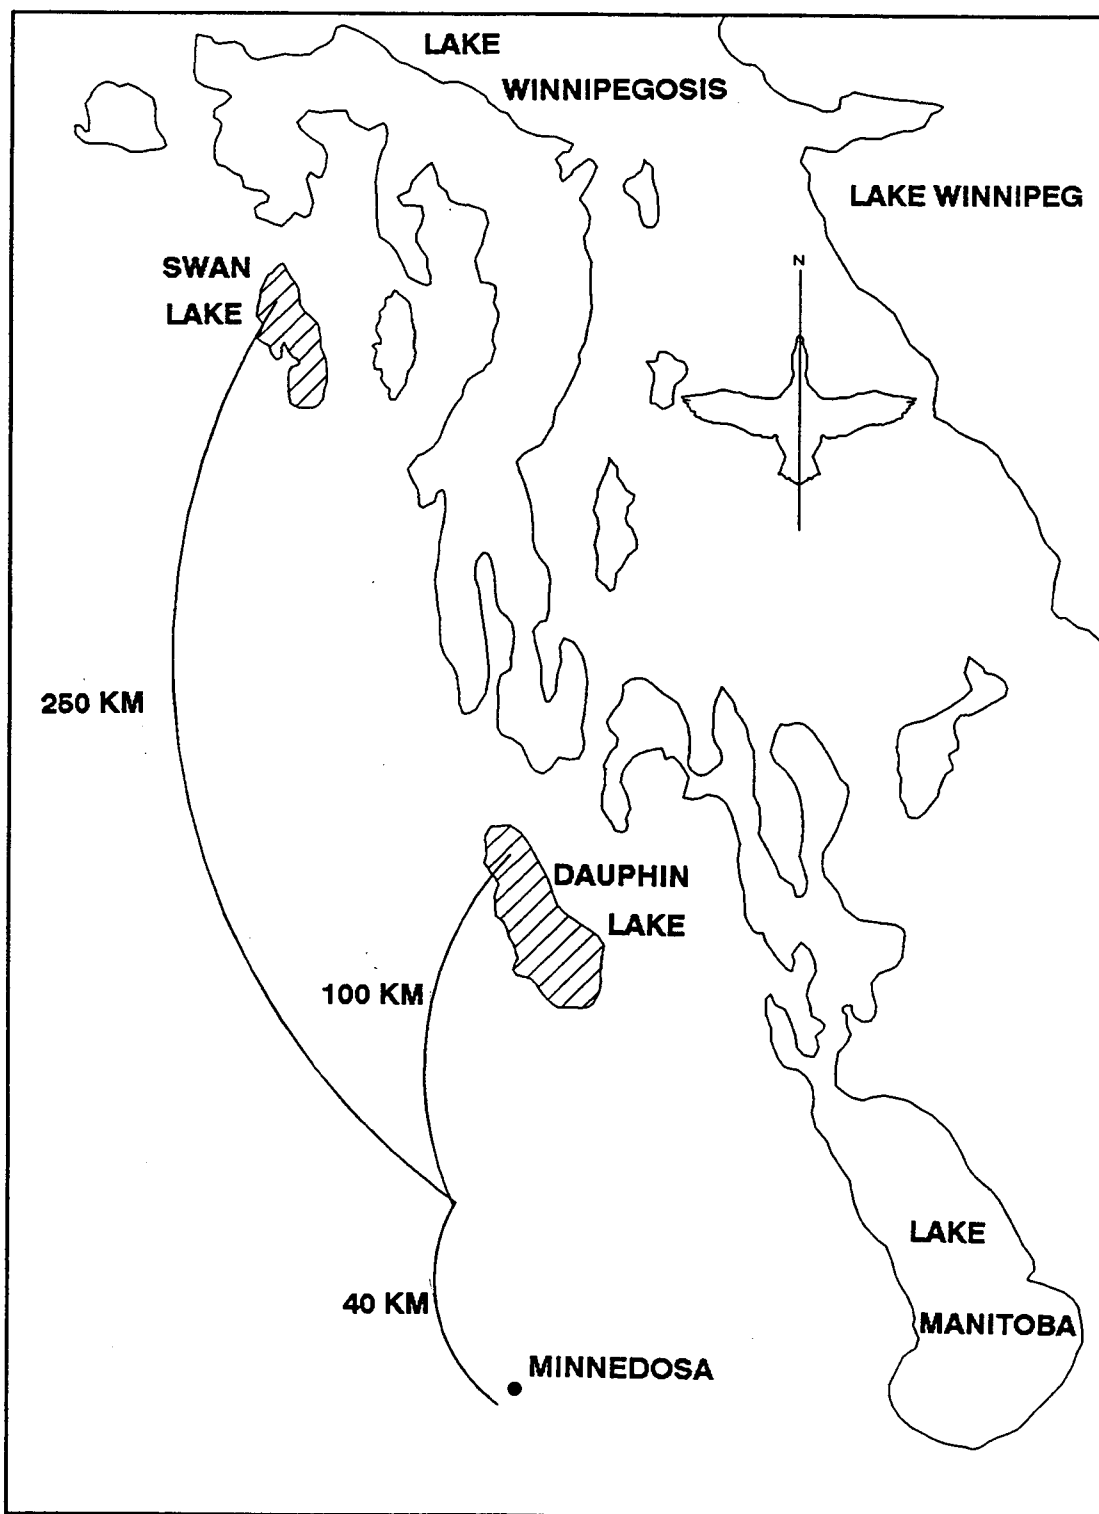 LAKE
WINNIPEGOSIS
LAKE WINNIPEG
N
SWAN
LAKE
250 KM
DAUPHIN
LAKE
100 KM
LAKE
40 KM
MANITOBA
MINNEDOSA